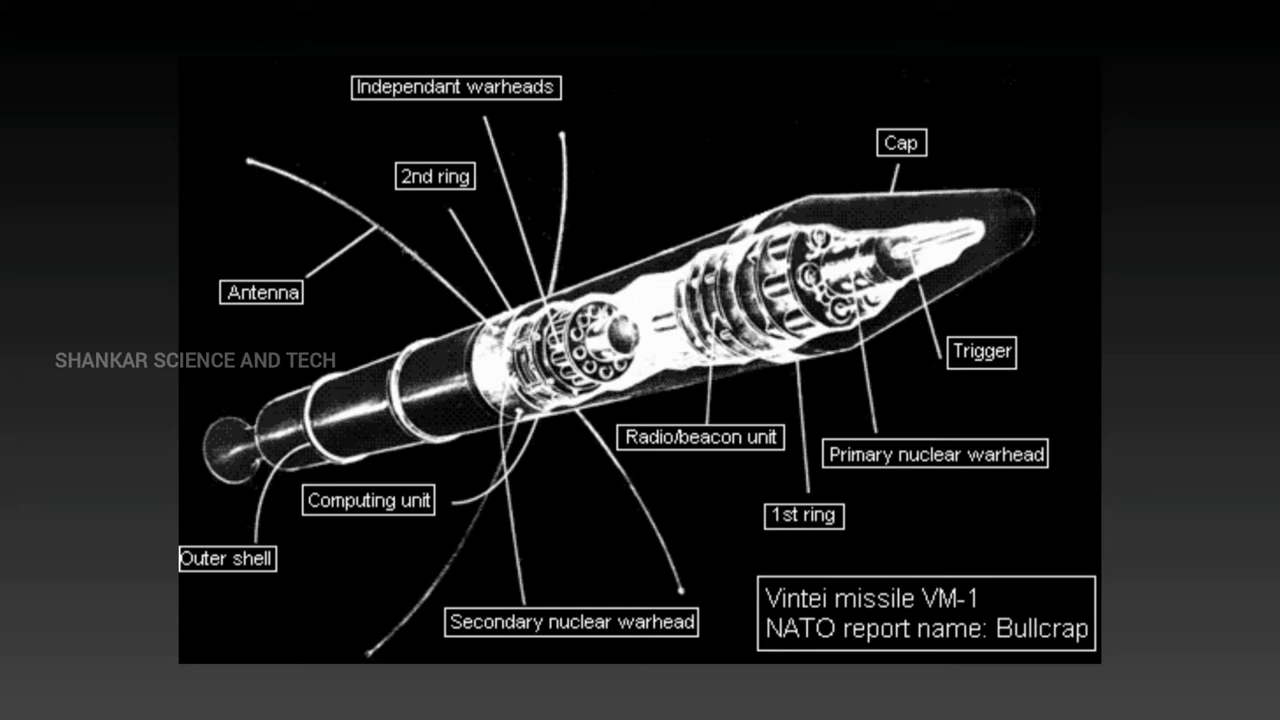 Independant warheads
Cap
2nd ring
Antenna
Trigger
SHANKAR SCIENCE AND TECH
Radio/beacon unit
Primary nuclear warhead
Computing unit
1st ring
Outer shell
Secondary nuclear warhead
Vintei missile VM-1
NATO report name: Bullcrap